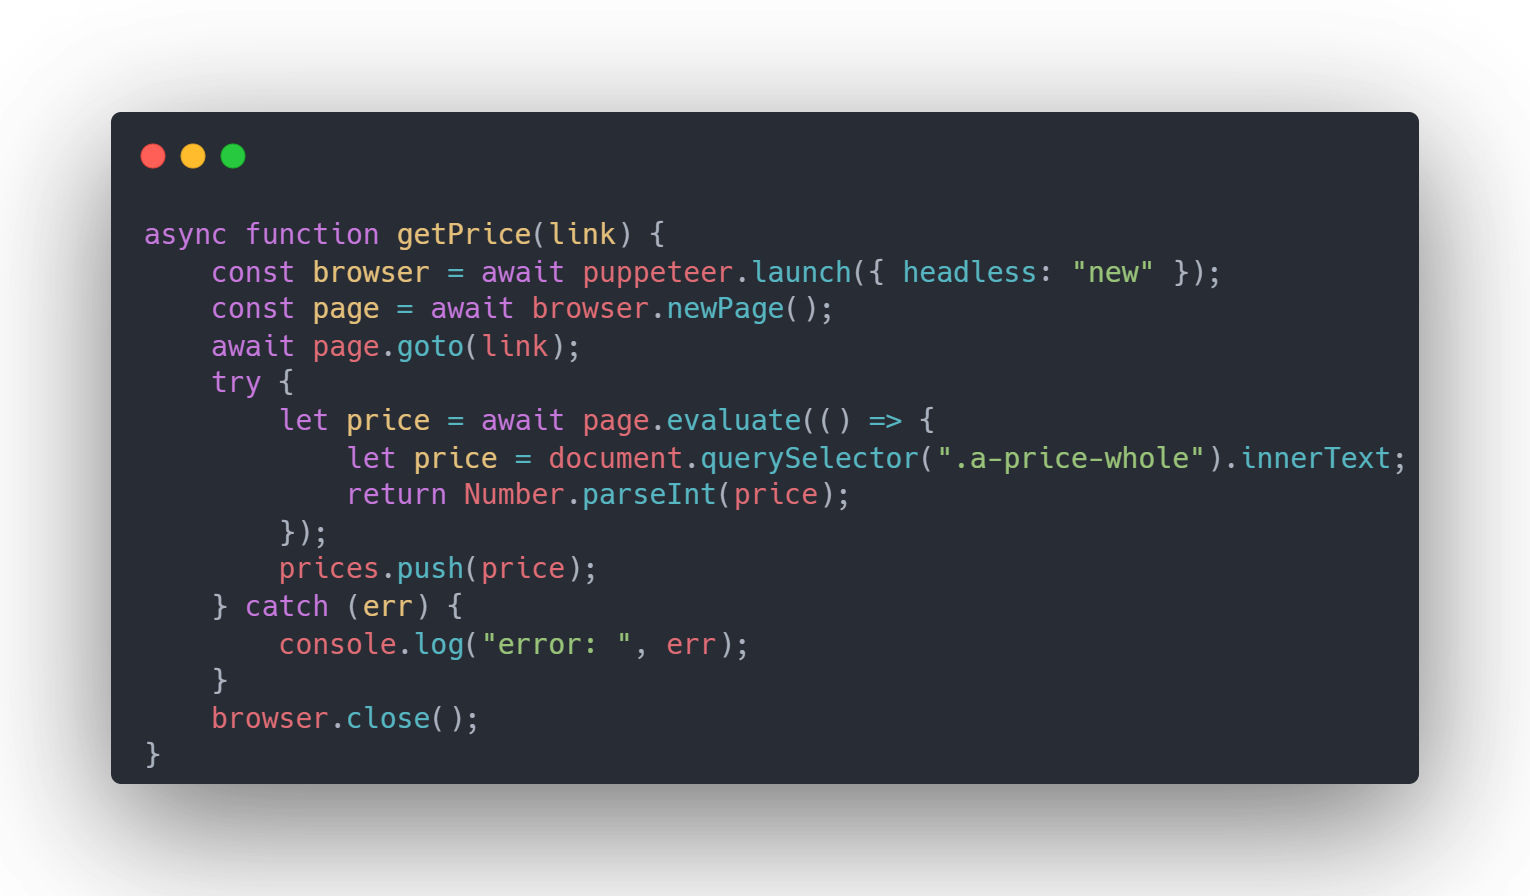 async function getPrice(link) {
    const browser = await puppeteer.launch({ headless: "new" });
    const page = await browser.newPage();
    await page.goto(link);
    try {
        let price = await page.evaluate(() => {
            let price = document.querySelector(".a-price-whole").innerText;
            return Number.parseInt(price);
        });
        prices.push(price);
    } catch (err) {
        console.log("error: ", err);
    }
    browser.close();
}